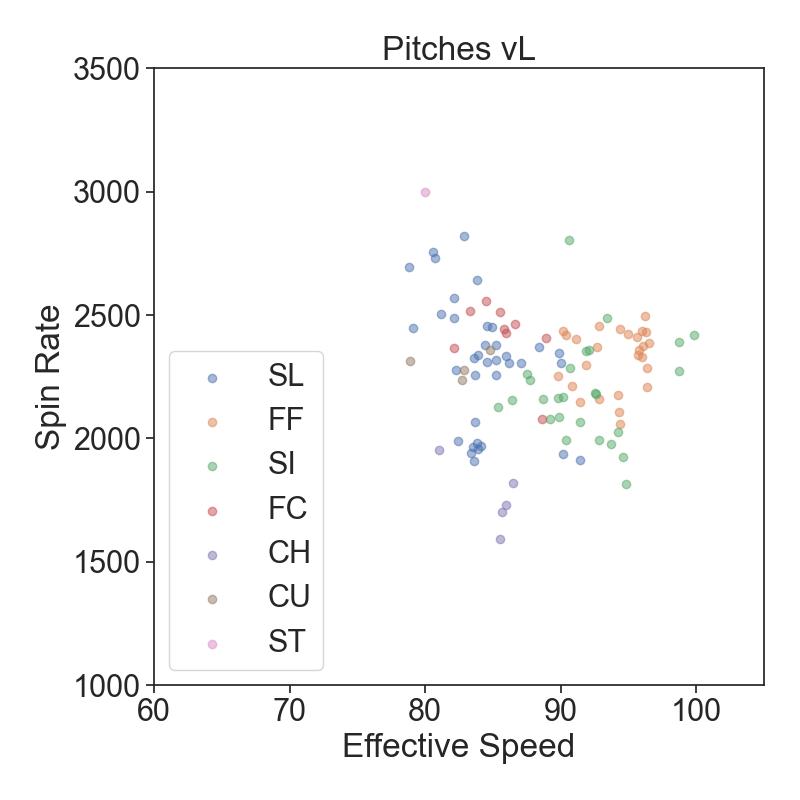 Pitches vL
3500
3000
2500
2000
1500
1000
Spin Rate
SL
FF
SI
FC
CH
CU
ST
60 70 80 90 100
Effective Speed